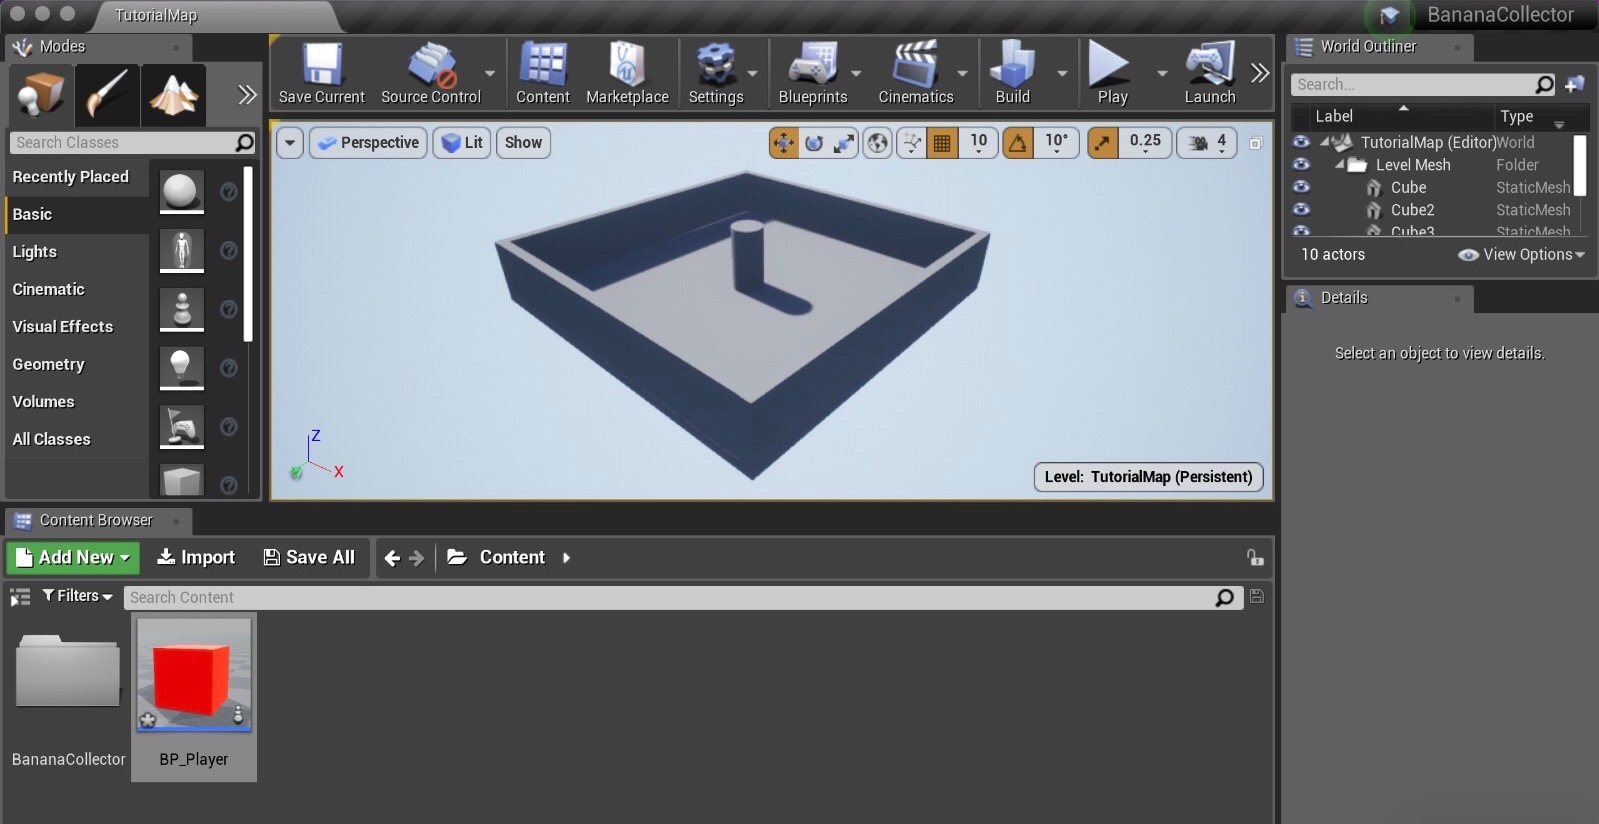 TutorialMap
BananaCollector
Modes
Search Classes
Recently Placed
Basic
Lights
Cinematic
Visual Effects
Geometry
Volumes
All Classes
Save Current
Source Control
Content
Marketplace
Settings
Blueprints
Cinematics
Build
Play
Launch
Perspective
Lit
Show
10
10°
0.25
4
Z
X
Level: TutorialMap (Persistent)
World Outliner
Search...
Label Type
TutorialMap (Editor) World
Level Mesh Folder
Cube StaticMesh
Cube2 StaticMesh
Cube3 StaticMesh
10 actors
View Options
Details
Select an object to view details.
Content Browser
Add New
Import
Save All
Content
Filters
Search Content
BananaCollector
BP_Player